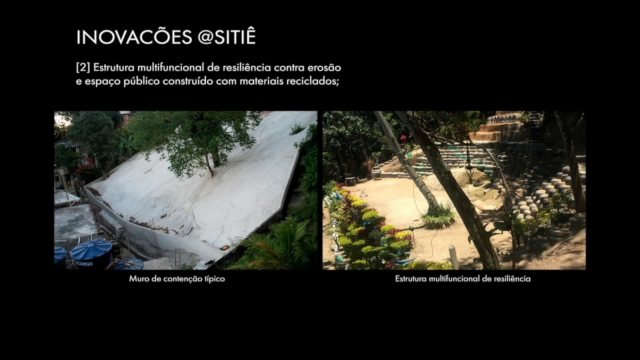 INOVACÕES @SITIÊ
[2] Estrutura multifuncional de resiliência contra erosão
e espaço público construído com materiais reciclados;
Muro de contenção típico
Estrutura multifuncional de resiliência